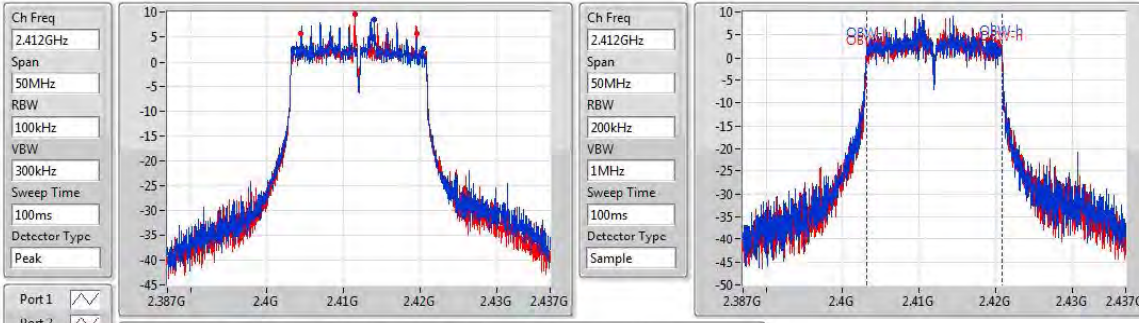 Ch Freq
2.412GHz
Span
50MHz
RBW
100kHz
VBW
300kHz
Sweep Time
100ms
Detector Type
Peak
Port 1
10
5
0
-5
-10
-15
-20
-25
-30
-35
-40
-45
2.387G 2.4G 2.41G 2.42G 2.43G 2.437G
Ch Freq
2.412GHz
Span
50MHz
RBW
200kHz
VBW
1MHz
Sweep Time
100ms
Detector Type
Sample
10
5
0
-5
-10
-15
-20
-25
-30
-35
-40
-45
-50
OBW-h
2.387G 2.4G 2.41G 2.42G 2.43G 2.437G